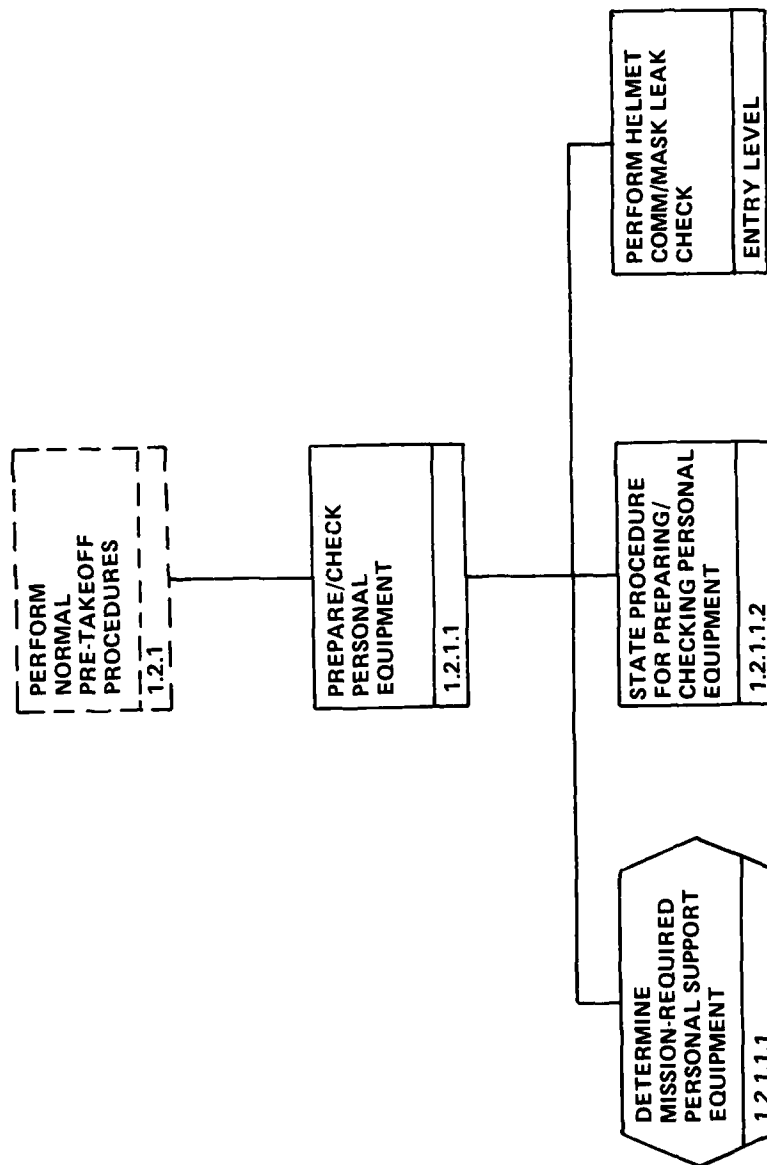 PERFORM
NORMAL
PRE-TAKEOFF
PROCEDURES
1.2.1
PREPARE/CHECK
PERSONAL
EQUIPMENT
1.2.1.1
DETERMINE
MISSION-REQUIRED
PERSONAL SUPPORT
EQUIPMENT
1.2.1.1.1
STATE PROCEDURE
FOR PREPARING/
CHECKING PERSONAL
EQUIPMENT
1.2.1.1.2
PERFORM HELMET
COMM/MASK LEAK
CHECK
ENTRY LEVEL